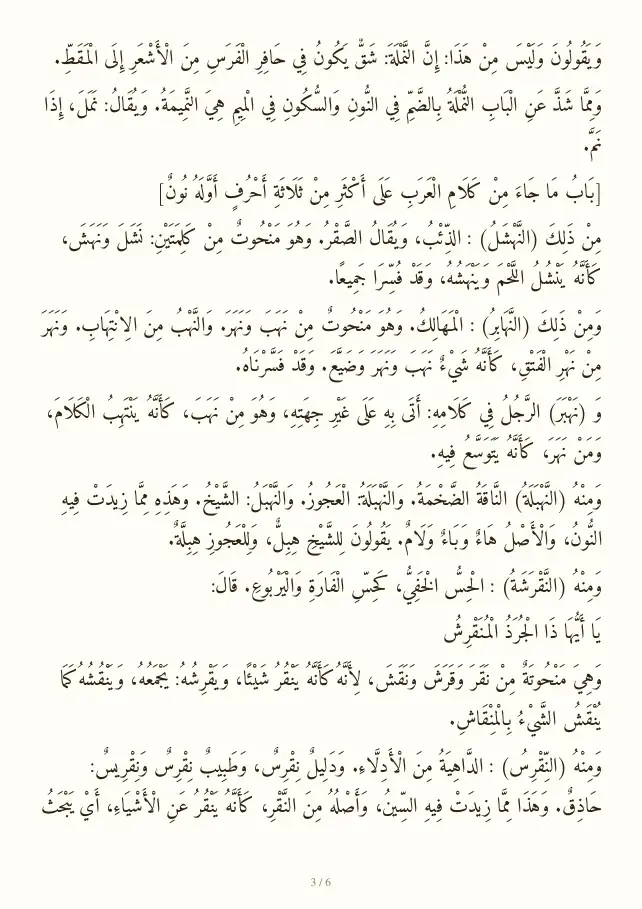 وَيَقُولُونَ وَلَيْسَ مِنْ هَذَا: إِنَّ النَّمْلَةَ: شَقٌّ يَكُونُ فِي حَافِرِ الْفَرَسِ مِنَ الْأَشْعَرِ إِلَى الْمَقَطِّ.
وَمِمَّا شَذَّ عَنِ الْبَابِ النُّمْلَةُ بِالضَّمِّ فِي النُّونِ وَالسُّكُونِ فِي الْمِيمِ هِيَ النَّمِيمَةُ. وَيُقَالُ: نَمَلَ، إِذَا
نَمَّ.
[بَابُ مَا جَاءَ مِنْ كَلَامِ الْعَرَبِ عَلَى أَكْثَرِ مِنْ ثَلَاثَةِ أَحْرُفٍ أَوَّلُهُ نُونٌ]
مِنْ ذَلِكَ (النَّهْشَلُ) : الذِّئْبُ، وَيُقَالُ الصَّقْرُ. وَهُوَ مَنْحُوتٌ مِنْ كَلِمَتَيْنِ: نَشَلَ وَنَهَشَ،
كَأَنَّهُ يَنْشُلُ اللَّحْمَ وَيَنْهَشُهُ، وَقَدْ فُسِّرَا جَمِيعًا.
وَمِنْ ذَلِكَ (النَّهَابِرُ) : الْمَهَالِكُ. وَهُوَ مَنْحُوتٌ مِنْ نَهَبَ وَنَهَرَ. وَالنَّهْبُ مِنَ الِانْتِهَابِ. وَنَهَرَ
مِنْ نَهْرِ الْفَتْقِ، كَأَنَّهُ شَيْءٌ نَهَبَ وَنَهَرَ وَضَيَّعَ. وَقَدْ فَسَّرْنَاهُ.
وَ (نَهْبَرَ) الرَّجُلُ فِي كَلَامِهِ: أَتَى بِهِ عَلَى غَيْرِ جِهَتِهِ، وَهُوَ مِنْ نَهَبَ، كَأَنَّهُ يَنْتَهِبُ الْكَلَامَ،
وَمَنْ نَهَرَ، كَأَنَّهُ يَتَوَسَّعُ فِيهِ.
وَمِنْهُ (النَّهْبَلَةُ) النَّاقَةُ الضَّخْمَةُ. وَالنَّهْبَلَةُ: الْعَجُوزُ. وَالنَّهْبَلُ: الشَّيْخُ. وَهَذِهِ مِمَّا زِيدَتْ فِيهِ
النُّونُ، وَالْأَصْلُ هَاءٌ وَبَاءٌ وَلَامٌ. يَقُولُونَ لِلشَّيْخِ هِبِلٌّ، وَلِلْعَجُوزِ هِبِلَّةٌ.
وَمِنْهُ (النَّقْرَشَةُ) : الْحِسُّ الْخَفِيُّ، كَحِسِّ الْفَارَةِ وَالْيَرْبُوعِ. قَالَ:
يَا أَيُّهَا ذَا الْجُرَذُ الْمُنَقْرِشُ
وَهِيَ مَنْحُوتَةٌ مِنْ نَقَرَ وَقَرَشَ وَنَقَشَ، لِأَنَّهُ كَأَنَّهُ يَنْقُرُ شَيْئًا، وَيَقْرِشُهُ: يَجْمَعُهُ، وَيَنْقُشُهُ كَمَا
يُنْقَشُ الشَّيْءُ بِالْمِنْقَاشِ.
وَمِنْهُ (النِّقْرِسُ) : الدَّاهِيَةُ مِنَ الْأَدِلَّاءِ. وَدَلِيلٌ نِقْرِسٌ، وَطَبِيبٌ نِقْرِسٌ وَنِقْرِيسٌ:
حَاذِقٌ. وَهَذَا مِمَّا زِيدَتْ فِيهِ السِّينُ، وَأَصْلُهُ مِنَ النَّقْرِ، كَأَنَّهُ يَنْقُرُ عَنِ الْأَشْيَاءِ، أَيْ يَبْحَثُ
3 / 6